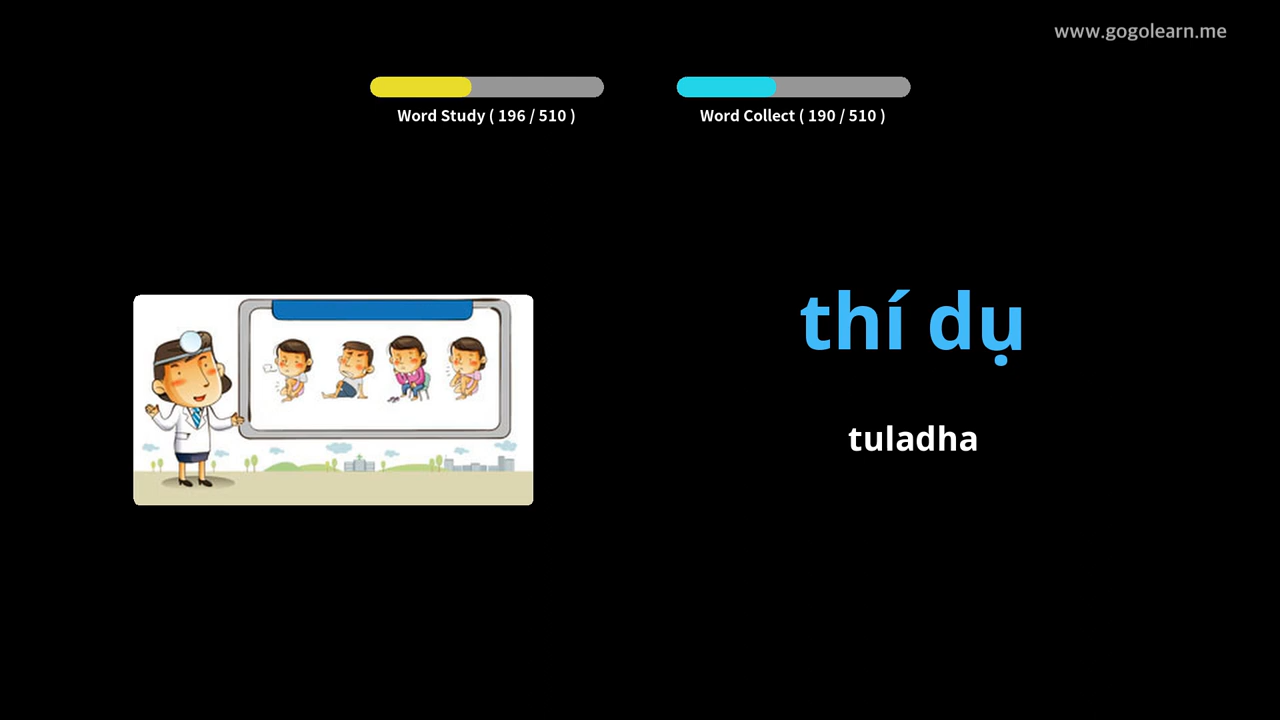 www.gogolearn.me
Word Study ( 196 / 510 )
Word Collect ( 190 / 510 )
thí dụ
tuladha